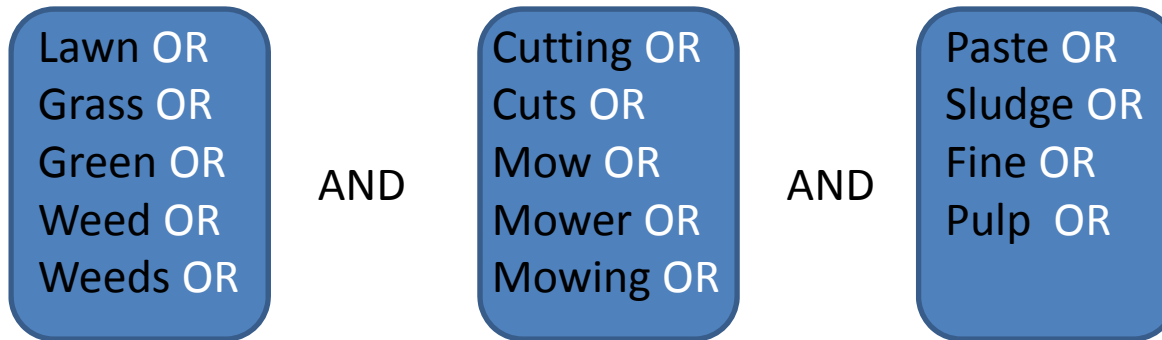 Lawn OR
Grass OR
Green OR
Weed OR
Weeds OR
AND
Cutting OR
Cuts OR
Mow OR
Mower OR
Mowing OR
AND
Paste OR
Sludge OR
Fine OR
Pulp OR